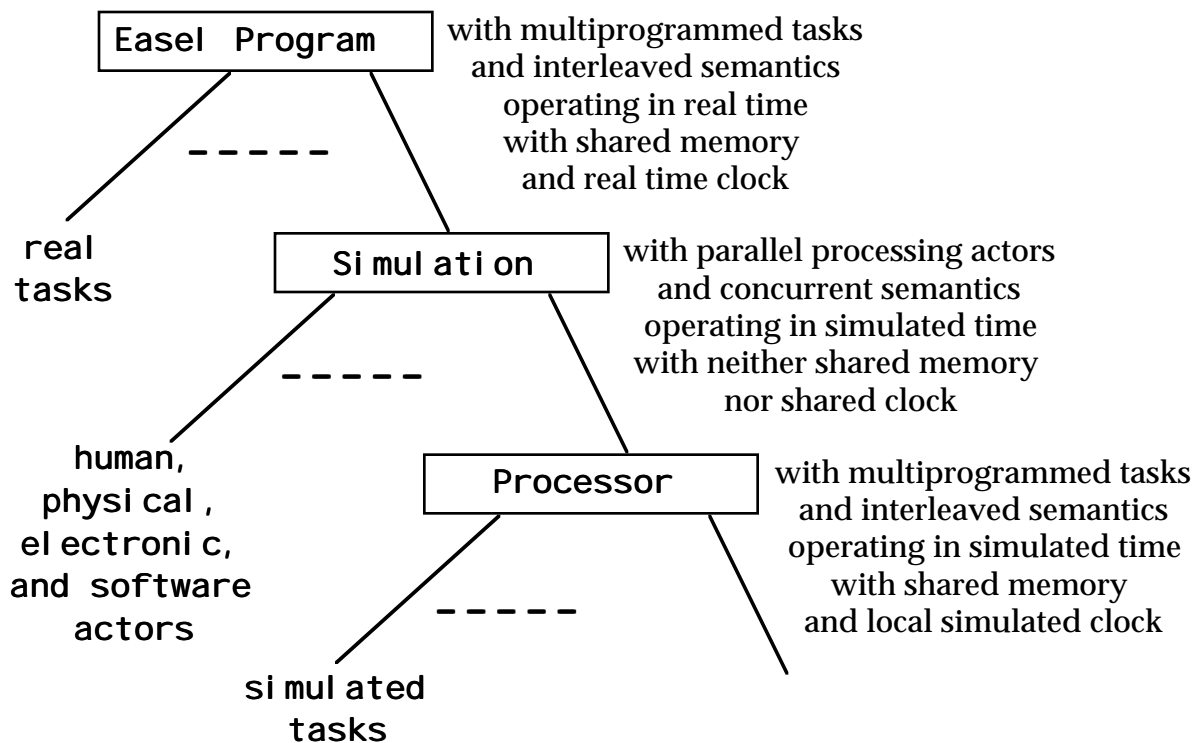 Easel Program
with multiprogrammed tasks
and interleaved semantics
operating in real time
with shared memory
and real time clock
real
tasks
Simulation
with parallel processing actors
and concurrent semantics
operating in simulated time
with neither shared memory
nor shared clock
human,
physical,
electronic,
and software
actors
Processor
with multiprogrammed tasks
and interleaved semantics
operating in simulated time
with shared memory
and local simulated clock
simulated
tasks